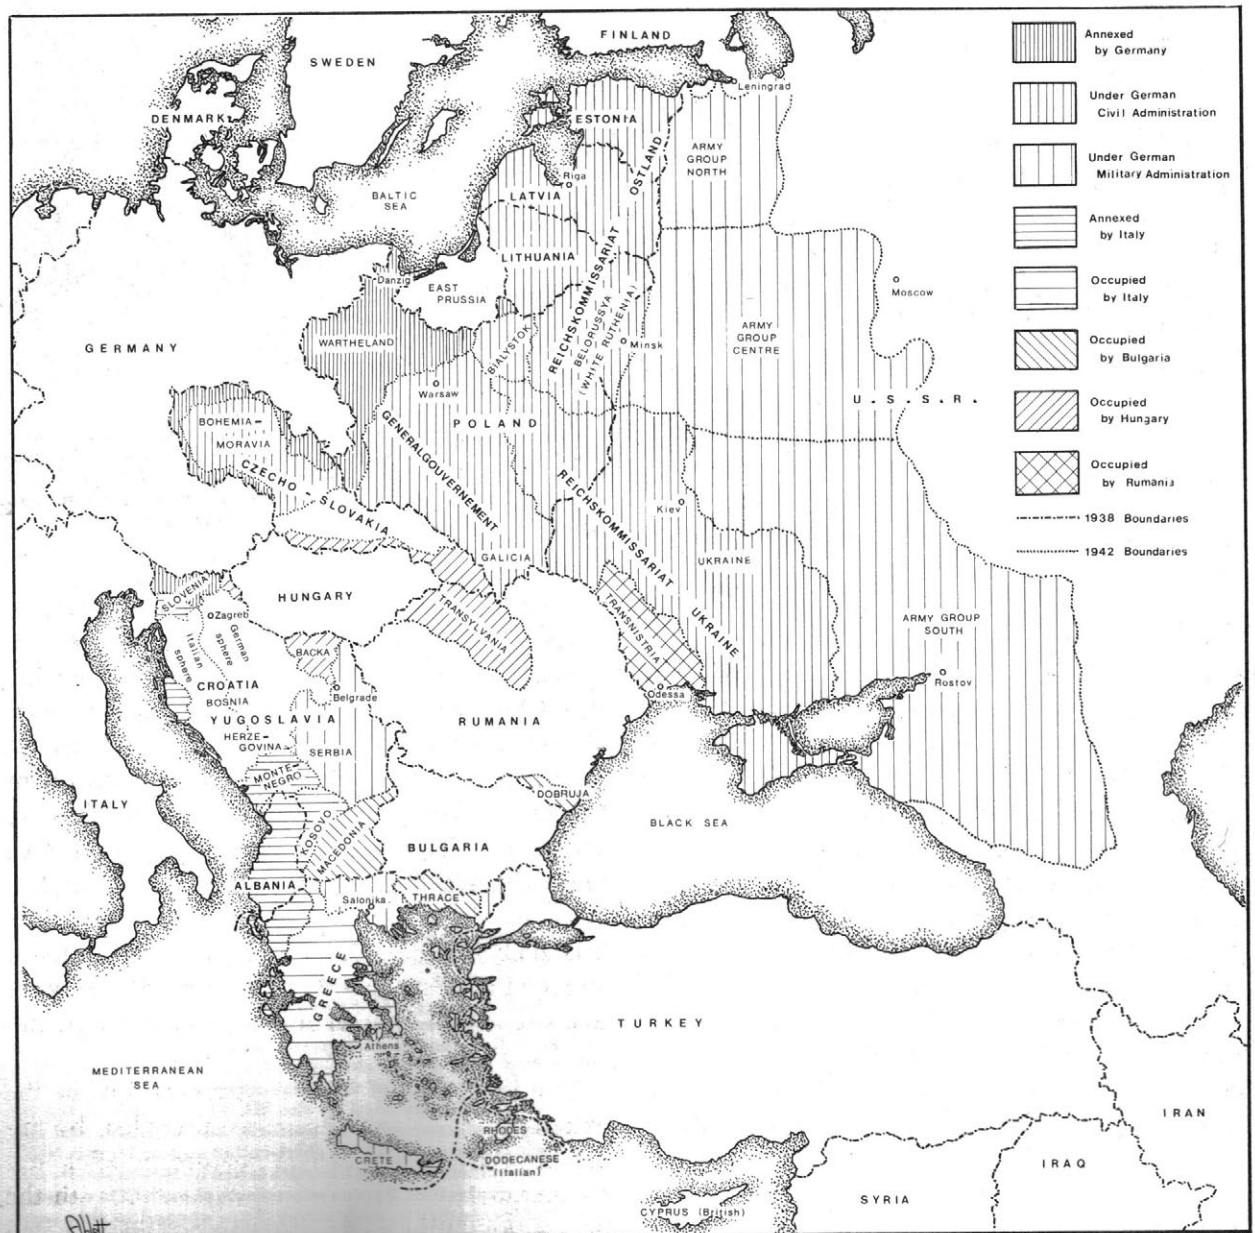 FINLAND
SWEDEN
Leningrad
DENMARK
ESTONIA
OSTLAND
ARMY
GROUP
NORTH
Riga
LATVIA
BALTIC
SEA
LITHUANIA
Danzig
EAST
PRUSSIA
REICHSKOMMISSARIAT
BELORUSSYA
(WHITE RUTHENIA)
Moscow
GERMANY
WARTHELAND
BIALYSTOK
Minsk
ARMY
GROUP
CENTRE
Warsaw
U.S.S.R.
BOHEMIA-
MORAVIA
POLAND
GENERALGOUVERNEMENT
CZECHO-SLOVAKIA
REICHSKOMMISSARIAT
UKRAINE
Kiev
GALICIA
UKRAINE
SLOVENIA
HUNGARY
TRANSYLVANIA
TRANSNISTRIA
ARMY GROUP
SOUTH
Zagreb
Italian
sphere
German
sphere
BACKA
Rostov
CROATIA
BOSNIA
Belgrade
Odessa
YUGOSLAVIA
RUMANIA
HERZE-
GOVINA
SERBIA
MONTE-
NEGRO
DOBRUJA
ITALY
KOSOVO
MACEDONIA
BLACK SEA
BULGARIA
ALBANIA
Salonika
THRACE
GREECE
TURKEY
Athens
MEDITERRANEAN
SEA
RHODES
DODECANESE
(Italian)
CRETE
IRAN
IRAQ
SYRIA
CYPRUS (British)
Annexed
by Germany
Under German
Civil Administration
Under German
Military Administration
Annexed
by Italy
Occupied
by Italy
Occupied
by Bulgaria
Occupied
by Hungary
Occupied
by Rumania
1938 Boundaries
1942 Boundaries